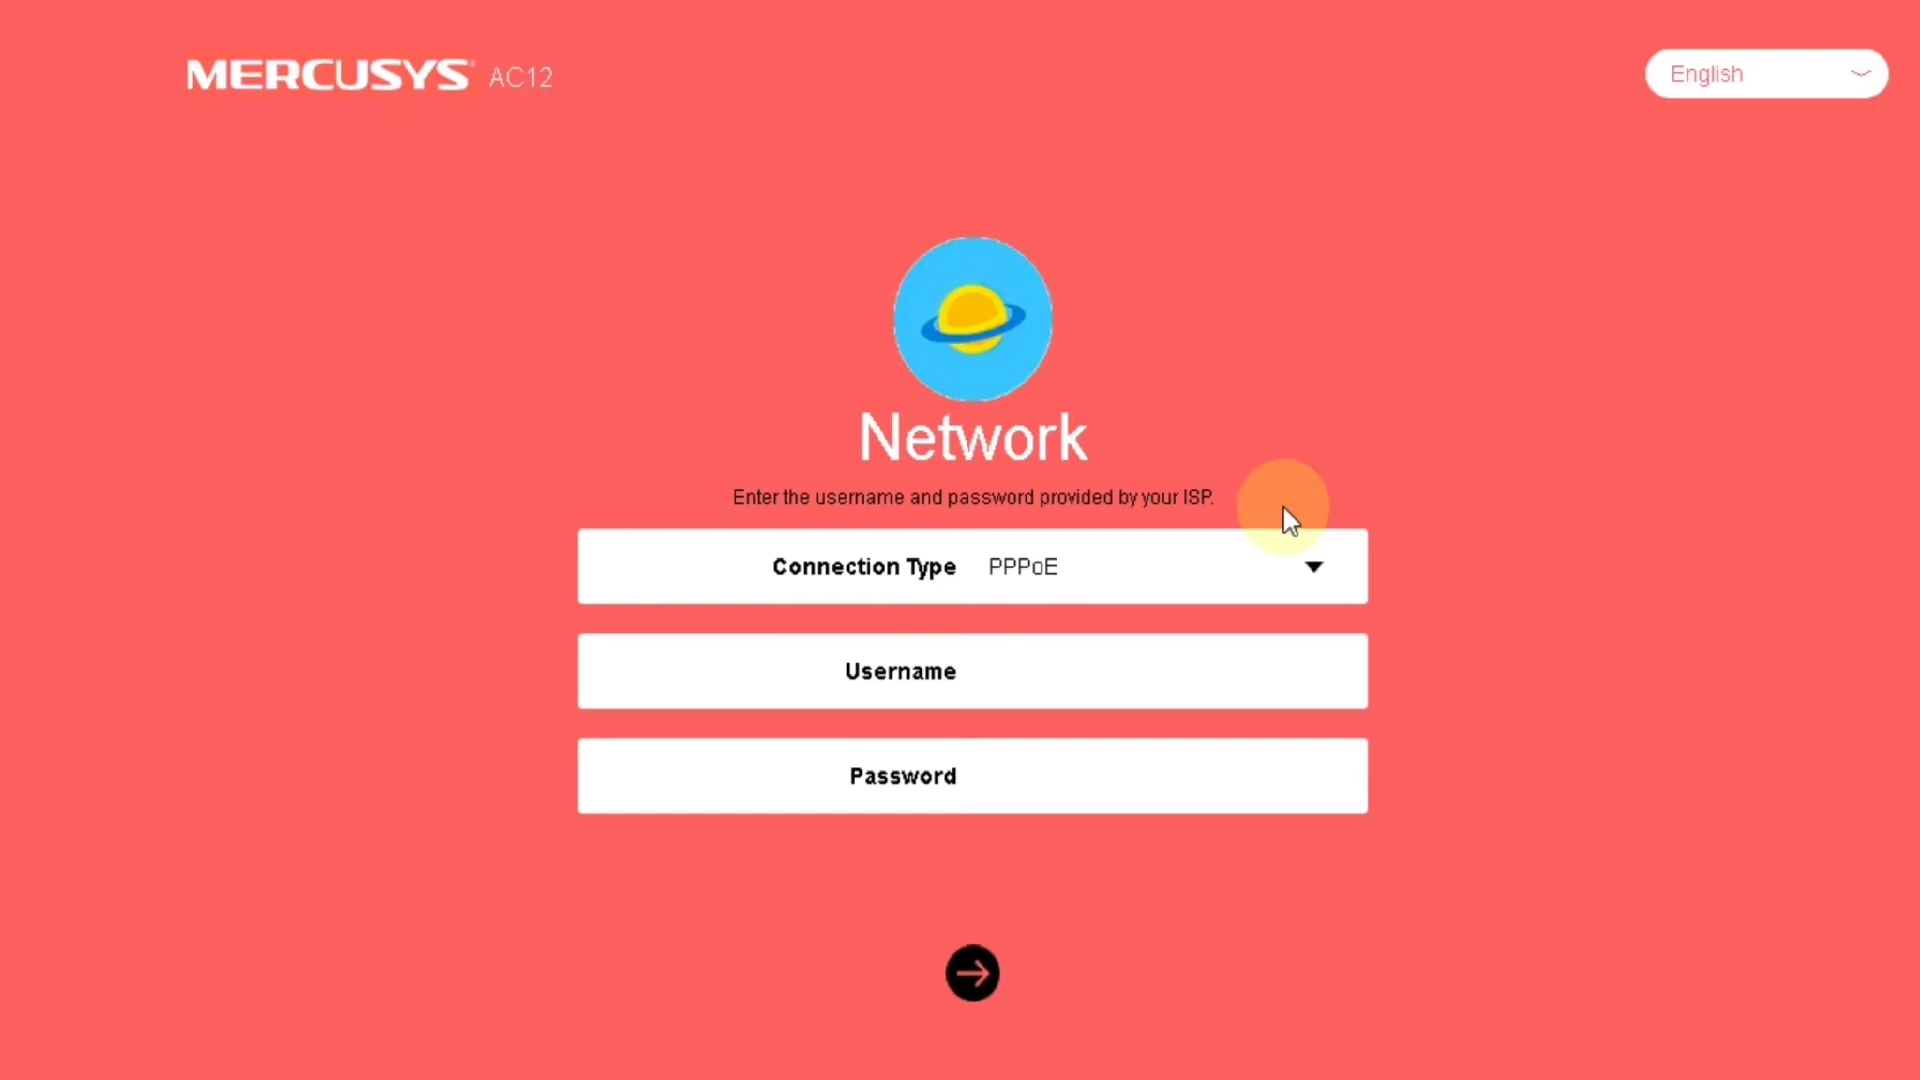 MERCUSYS AC12
English
Network
Enter the username and password provided by your ISP.
Connection Type PPPoE
Username
Password